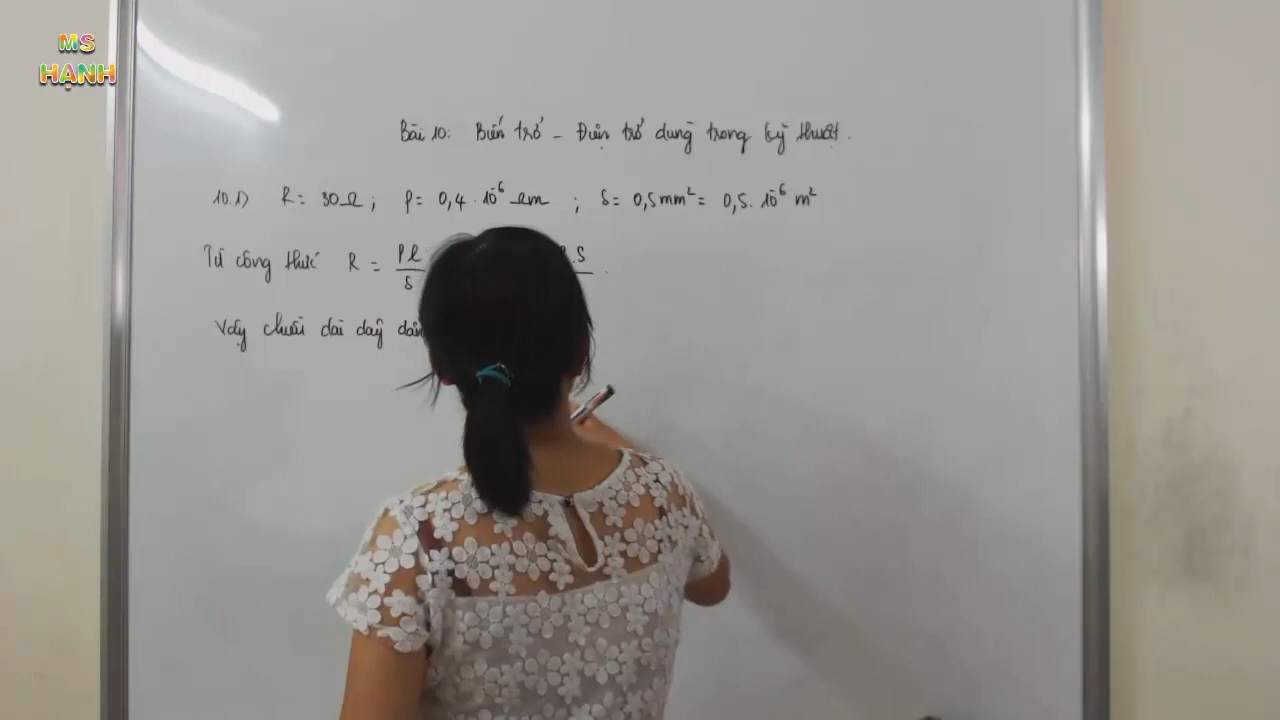 MS
HẠNH
Bài 10: Biến trở - Điện trở dùng trong kỹ thuật.
10.1) R = 30Ω ; ρ = 0,4 . 10⁻⁶ Ωm ; S = 0,5mm² = 0,5. 10⁻⁶ m²
Từ công thức R = ρl/S .S
Vậy chiều dài dây dẫn